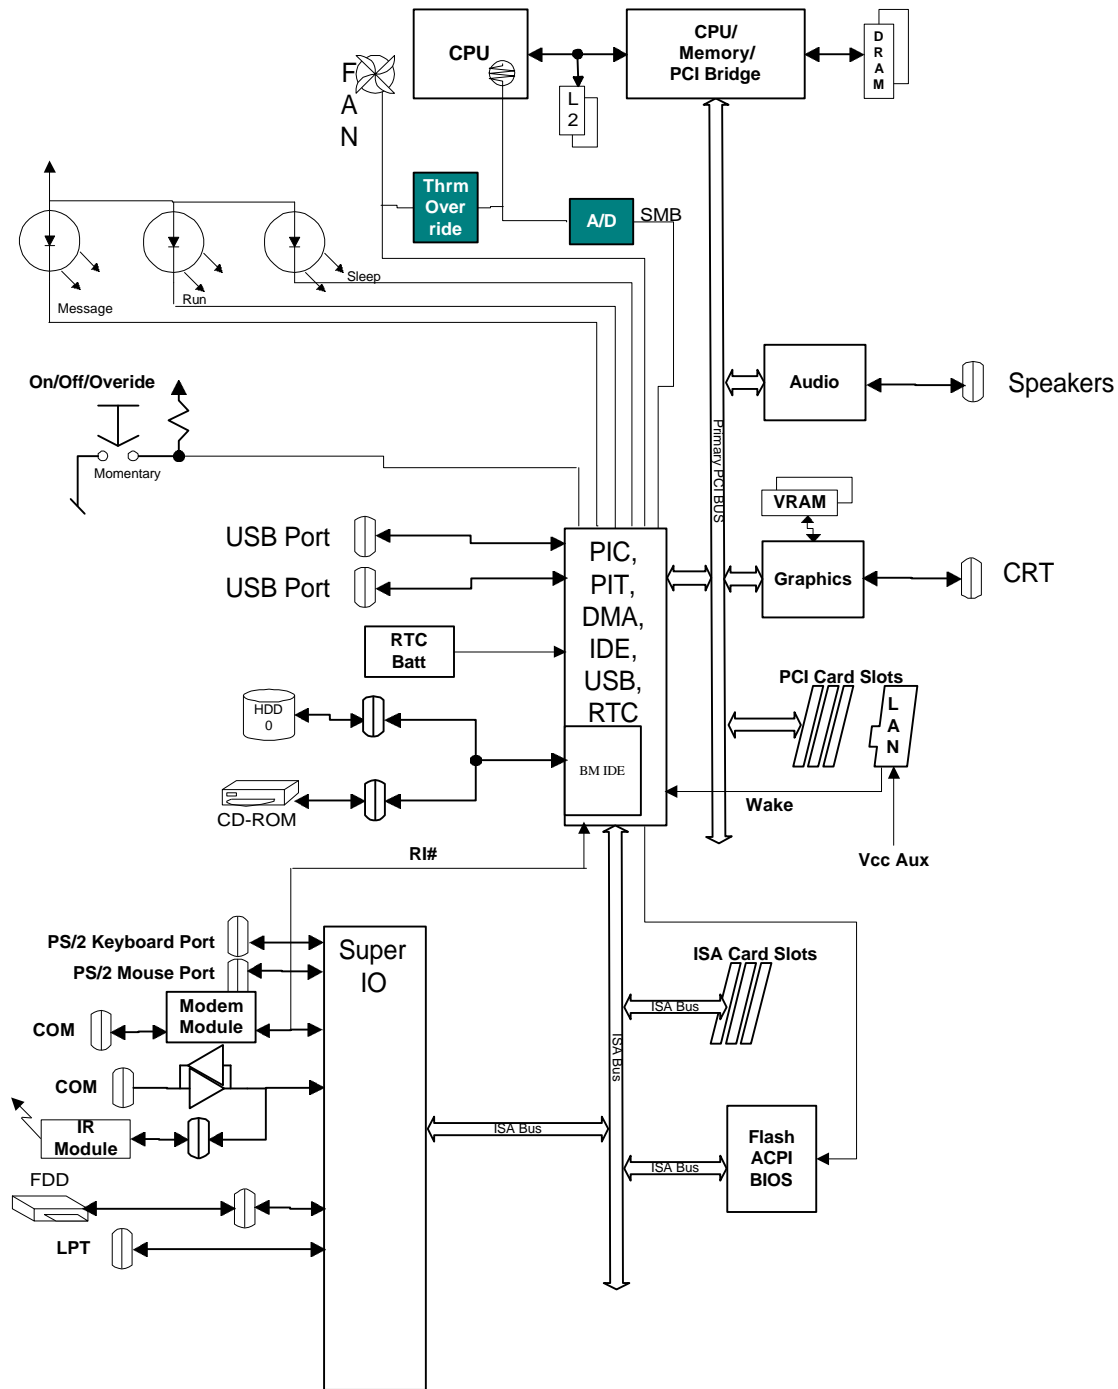 CPU
CPU/
Memory/
PCI Bridge
D
R
A
M
F
A
N
L
2
Thrm
Over
ride
A/D
SMB
Message
Run
Sleep
On/Off/Overide
Momentary
Audio
Speakers
Primary PCI BUS
VRAM
Graphics
CRT
USB Port
USB Port
PIC,
PIT,
DMA,
IDE,
USB,
RTC
RTC
Batt
HDD
0
CD-ROM
BM IDE
PCI Card Slots
L
A
N
Wake
Vcc Aux
RI#
PS/2 Keyboard Port
PS/2 Mouse Port
Super
IO
Modem
Module
COM
COM
IR
Module
FDD
LPT
ISA Card Slots
ISA Bus
ISA Bus
ISA Bus
ISA Bus
Flash
ACPI
BIOS